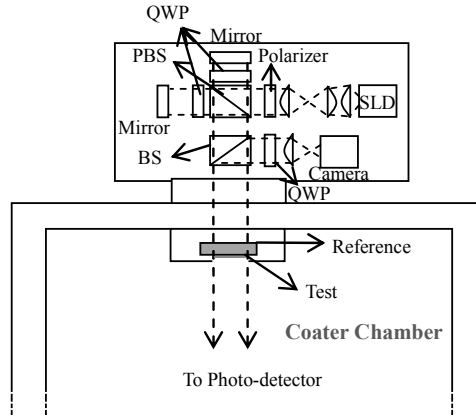 QWP
Mirror
PBS
Polarizer
SLD
Mirror
BS
Camera
QWP
Reference
Test
Coater Chamber
To Photo-detector